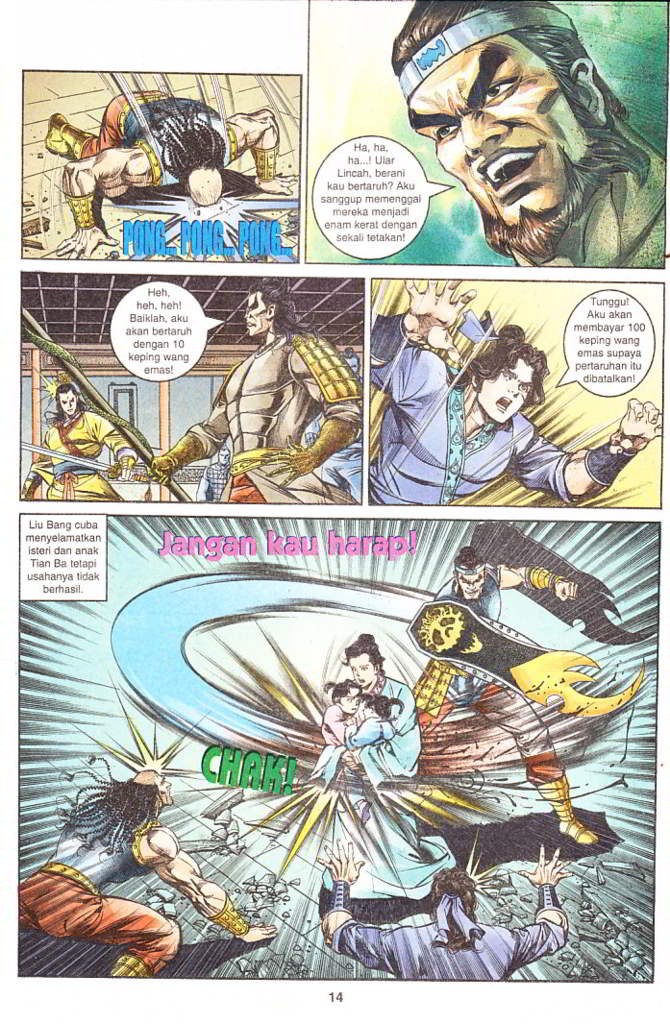 PONG... PONG... PONG...
Ha, ha,
ha...! Ular
Lincah, berani
kau bertaruh? Aku
sanggup memenggal
mereka menjadi
enam kerat dengan
sekali tetakan!
Heh,
heh, heh!
Baiklah, aku
akan bertaruh
dengan 10
keping wang
emas!
Tunggu!
Aku akan
membayar 100
keping wang
emas supaya
pertaruhan itu
dibatalkan!
Liu Bang cuba
menyelamatkan
isteri dan anak
Tian Ba tetapi
usahanya tidak
berhasil.
Jangan kau harap!
CHAK!
14